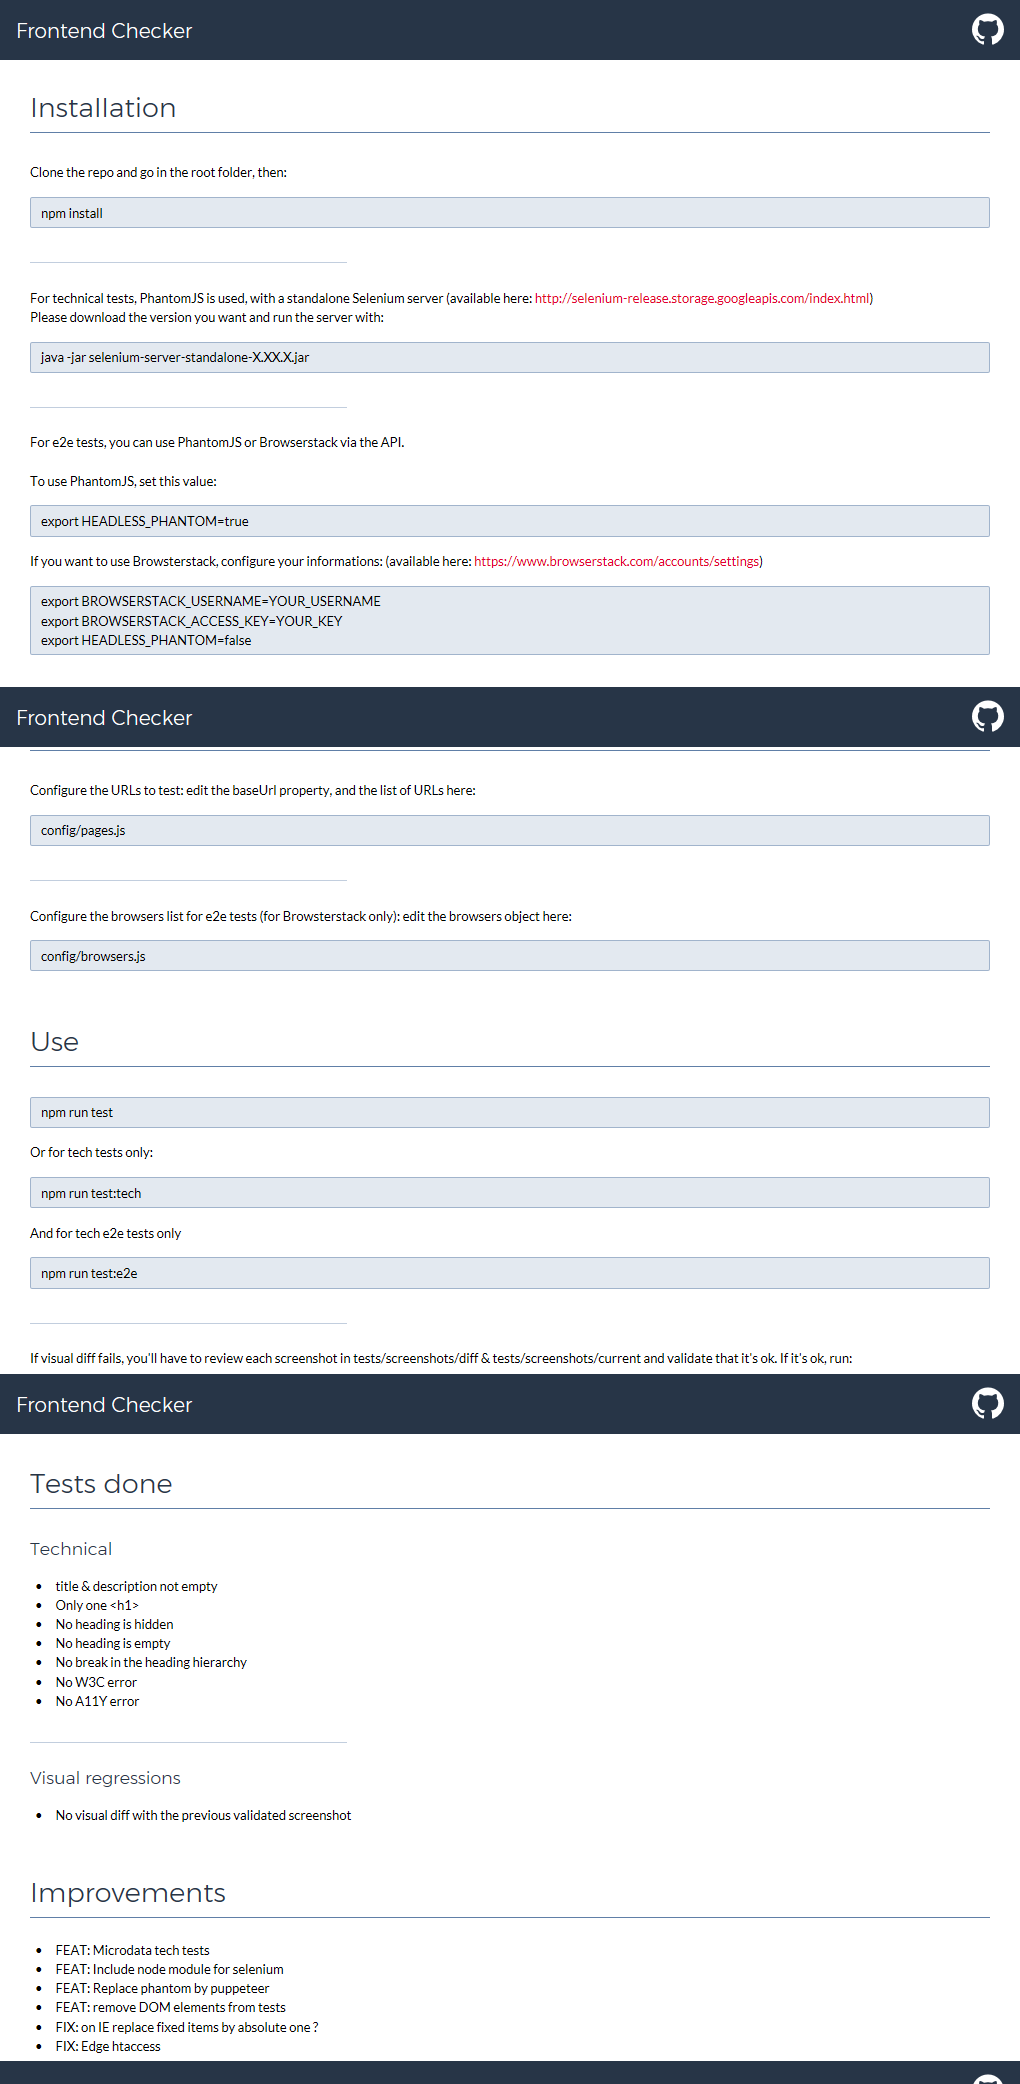 Frontend Checker
Installation
Clone the repo and go in the root folder, then:
npm install
For technical tests, PhantomJS is used, with a standalone Selenium server (available here: http://selenium-release.storage.googleapis.com/index.html)
Please download the version you want and run the server with:
java -jar selenium-server-standalone-X.XX.X.jar
For e2e tests, you can use PhantomJS or Browserstack via the API.
To use PhantomJS, set this value:
export HEADLESS_PHANTOM=true
If you want to use Browsterstack, configure your informations: (available here: https://www.browserstack.com/accounts/settings)
export BROWSERSTACK_USERNAME=YOUR_USERNAME
export BROWSERSTACK_ACCESS_KEY=YOUR_KEY
export HEADLESS_PHANTOM=false
Frontend Checker
Configure the URLs to test: edit the baseUrl property, and the list of URLs here:
config/pages.js
Configure the browsers list for e2e tests (for Browsterstack only): edit the browsers object here:
config/browsers.js
Use
npm run test
Or for tech tests only:
npm run test:tech
And for tech e2e tests only
npm run test:e2e
If visual diff fails, you'll have to review each screenshot in tests/screenshots/diff & tests/screenshots/current and validate that it's ok. If it's ok, run:
Frontend Checker
Tests done
Technical
• title & description not empty
• Only one <h1>
• No heading is hidden
• No heading is empty
• No break in the heading hierarchy
• No W3C error
• No A11Y error
Visual regressions
• No visual diff with the previous validated screenshot
Improvements
• FEAT: Microdata tech tests
• FEAT: Include node module for selenium
• FEAT: Replace phantom by puppeteer
• FEAT: remove DOM elements from tests
• FIX: on IE replace fixed items by absolute one ?
• FIX: Edge htaccess